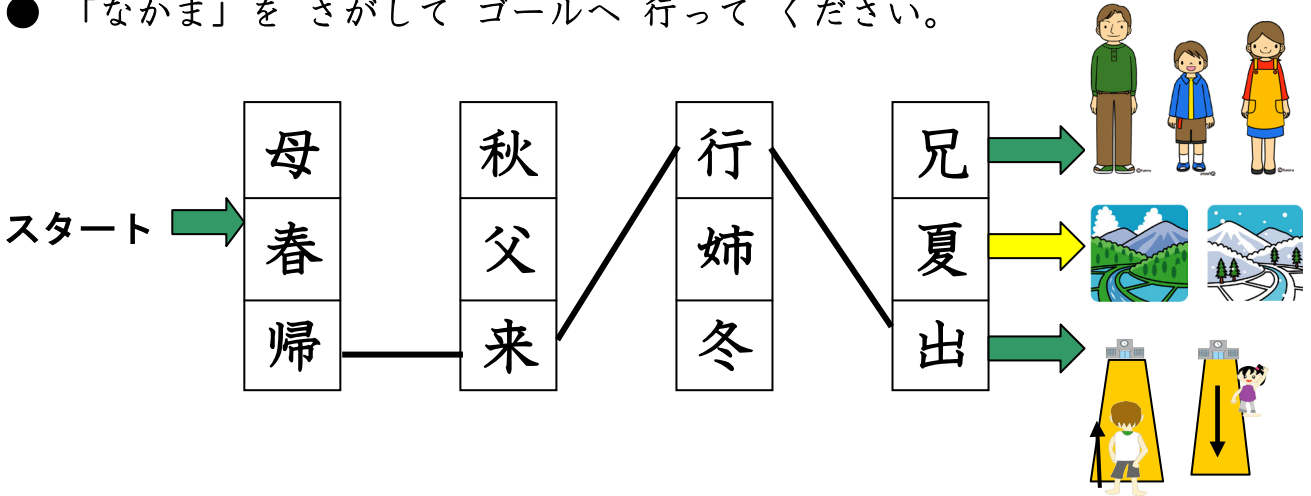 ● 「なかま」を さがして ゴールへ 行って ください。
母 秋 行 兄
スタート
春 父 姉 夏
帰 来 冬 出